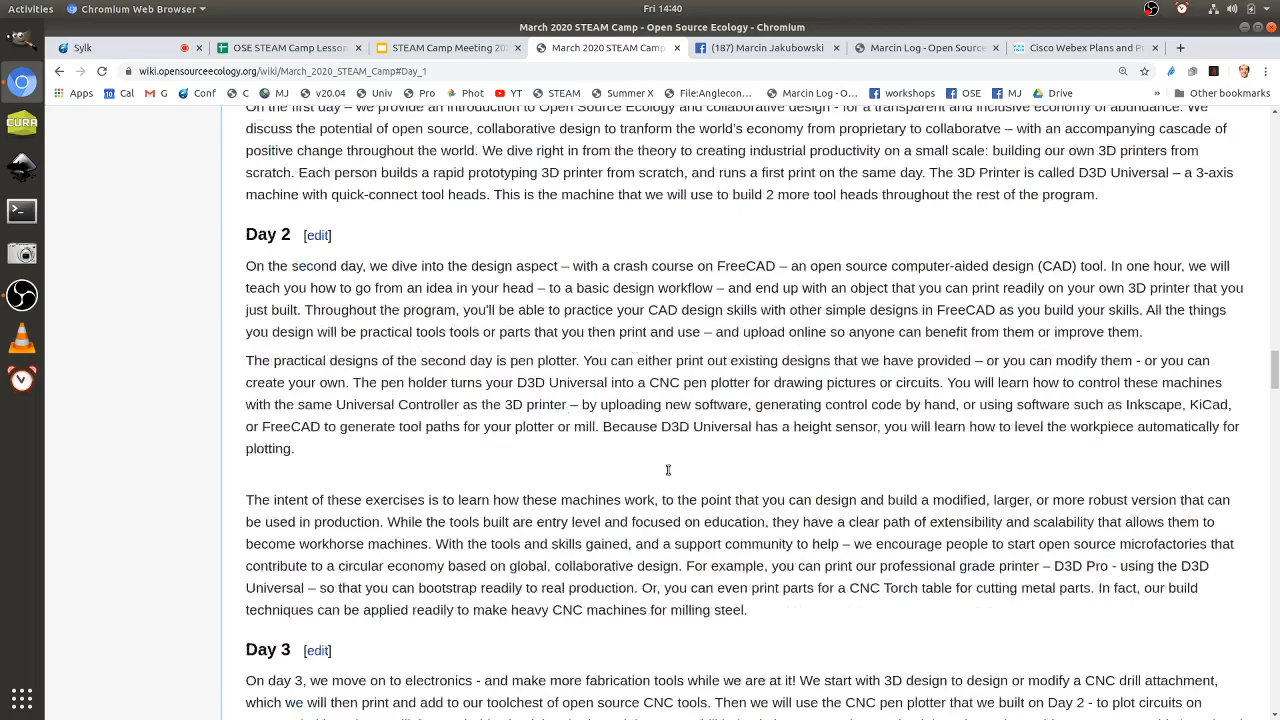 Activities Chromium Web Browser Fri 14:40
March 2020 STEAM Camp - Open Source Ecology - Chromium
Sylk OSE STEAM Camp Lesson STEAM Camp Meeting 202 March 2020 STEAM Camp (187) Marcin Jakubowski Marcin Log - Open Source Cisco Webex Plans and Pr
wiki.opensourceecology.org/wiki/March_2020_STEAM_Camp#Day_1
Apps Cal G Conf C MJ v20.04 Univ Pro Phot YT STEAM Summer X File:Anglecon... Marcin Log - O... workshops OSE MJ Drive » Other bookmarks
CURA
On the first day – we provide an introduction to Open Source Ecology and collaborative design - for a transparent and inclusive economy of abundance. We
discuss the potential of open source, collaborative design to tranform the world's economy from proprietary to collaboratve – with an accompanying cascade of
positive change throughout the world. We dive right in from the theory to creating industrial productivity on a small scale: building our own 3D printers from
scratch. Each person builds a rapid prototyping 3D printer from scratch, and runs a first print on the same day. The 3D Printer is called D3D Universal – a 3-axis
machine with quick-connect tool heads. This is the machine that we will use to build 2 more tool heads throughout the rest of the program.
Day 2 [edit]
On the second day, we dive into the design aspect – with a crash course on FreeCAD – an open source computer-aided design (CAD) tool. In one hour, we will
teach you how to go from an idea in your head – to a basic design workflow – and end up with an object that you can print readily on your own 3D printer that you
just built. Throughout the program, you'll be able to practice your CAD design skills with other simple designs in FreeCAD as you build your skills. All the things
you design will be practical tools tools or parts that you then print and use – and upload online so anyone can benefit from them or improve them.
The practical designs of the second day is pen plotter. You can either print out existing designs that we have provided – or you can modify them - or you can
create your own. The pen holder turns your D3D Universal into a CNC pen plotter for drawing pictures or circuits. You will learn how to control these machines
with the same Universal Controller as the 3D printer – by uploading new software, generating control code by hand, or using software such as Inkscape, KiCad,
or FreeCAD to generate tool paths for your plotter or mill. Because D3D Universal has a height sensor, you will learn how to level the workpiece automatically for
plotting.
The intent of these exercises is to learn how these machines work, to the point that you can design and build a modified, larger, or more robust version that can
be used in production. While the tools built are entry level and focused on education, they have a clear path of extensibility and scalability that allows them to
become workhorse machines. With the tools and skills gained, and a support community to help – we encourage people to start open source microfactories that
contribute to a circular economy based on global, collaborative design. For example, you can print our professional grade printer – D3D Pro - using the D3D
Universal – so that you can bootstrap readily to real production. Or, you can even print parts for a CNC Torch table for cutting metal parts. In fact, our build
techniques can be applied readily to make heavy CNC machines for milling steel.
Day 3 [edit]
On day 3, we move on to electronics - and make more fabrication tools while we are at it! We start with 3D design to design or modify a CNC drill attachment,
which we will then print and add to our toolchest of open source CNC tools. Then we will use the CNC pen plotter that we built on Day 2 - to plot circuits on